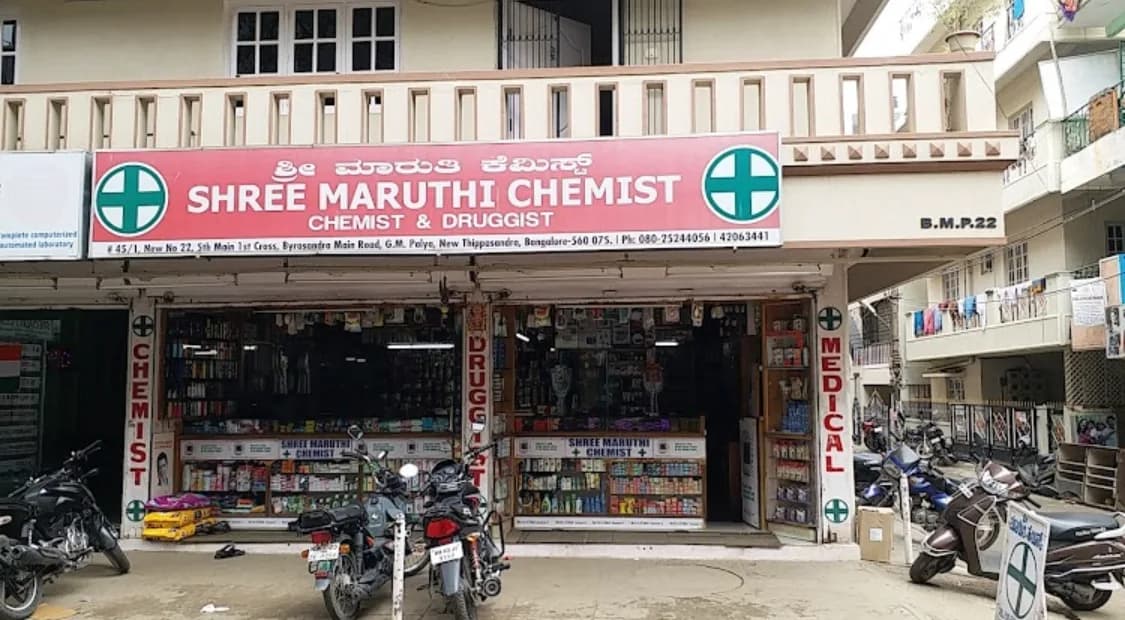 ಶ್ರೀ ಮಾರುತಿ ಕೆಮಿಸ್ಟ್
SHREE MARUTHI CHEMIST
CHEMIST & DRUGGIST
# 45/1, New No 22, 5th Main 1st Cross, Byrasandra Main Road, G.M. Palya, New Thippasandra, Bangalore-560 075. | Ph: 080-25244056 | 42063441
omplete computerized
automated laboratory
B.M.P.22
CHEMIST
DRUGGIST
MEDICAL
SHREE MARUTHI
CHEMIST
SHREE MARUTHI
CHEMIST